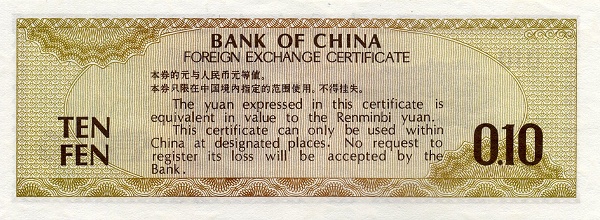 BANK OF CHINA
FOREIGN EXCHANGE CERTIFICATE
本券的元与人民币元等值。
本券只限在中国境内指定的范围使用,不得挂失。
The yuan expressed in this certificate is
equivalent in value to the Renminbi yuan.
This certificate can only be used within
China at designated places. No request to
register its loss will be accepted by the
Bank.
TEN
FEN
0.10